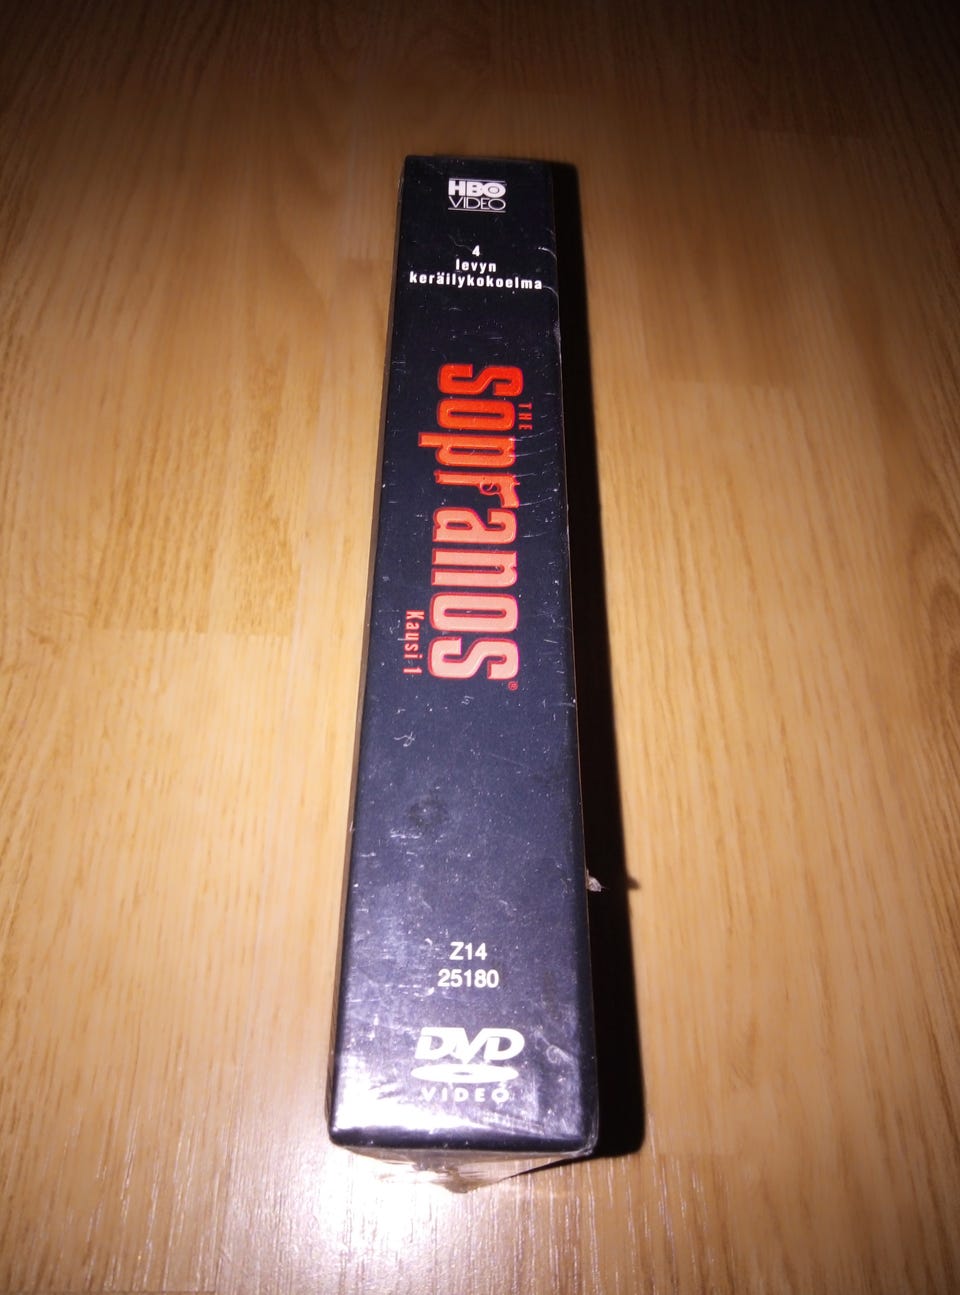 HBO
VIDEO
4
levyn
keräilykokoelma
THE
Sopranos®
Kausi 1
Z14
25180
DVD
VIDEO